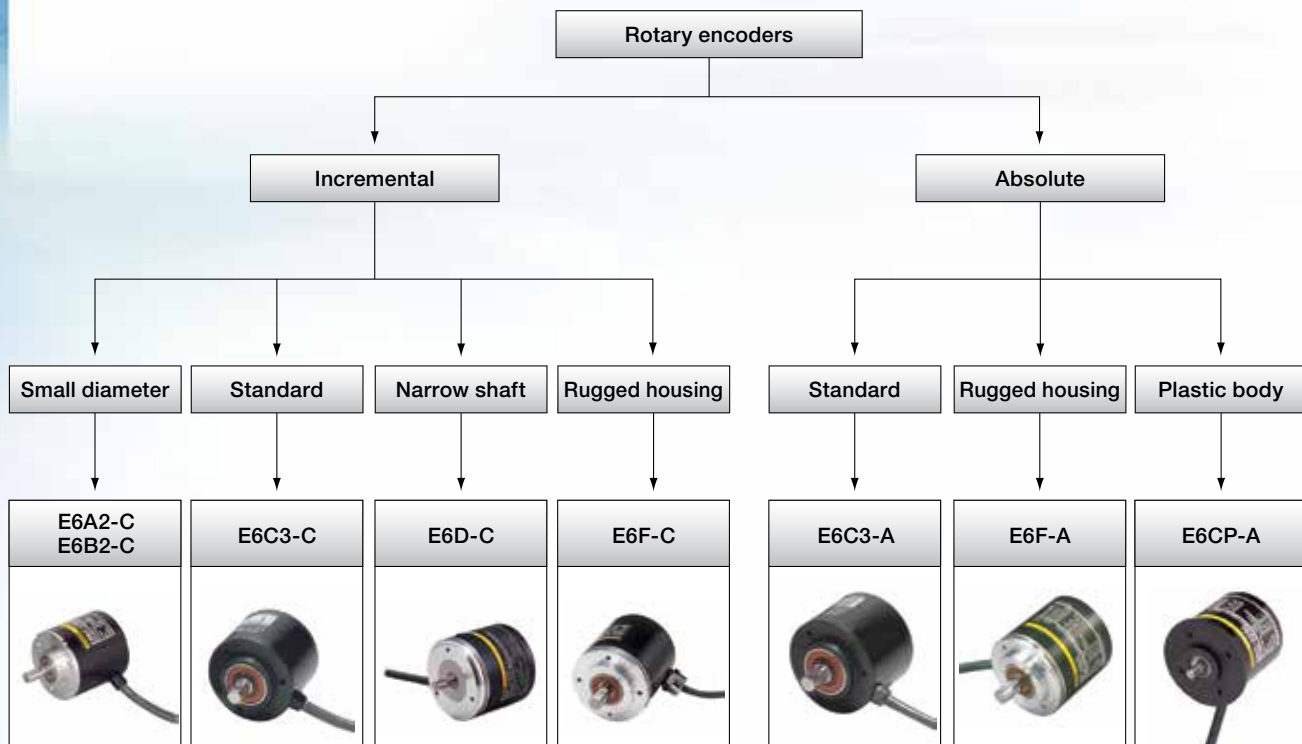 Rotary encoders
Incremental
Absolute
Small diameter
Standard
Narrow shaft
Rugged housing
Standard
Rugged housing
Plastic body
E6A2-C
E6B2-C
E6C3-C
E6D-C
E6F-C
E6C3-A
E6F-A
E6CP-A